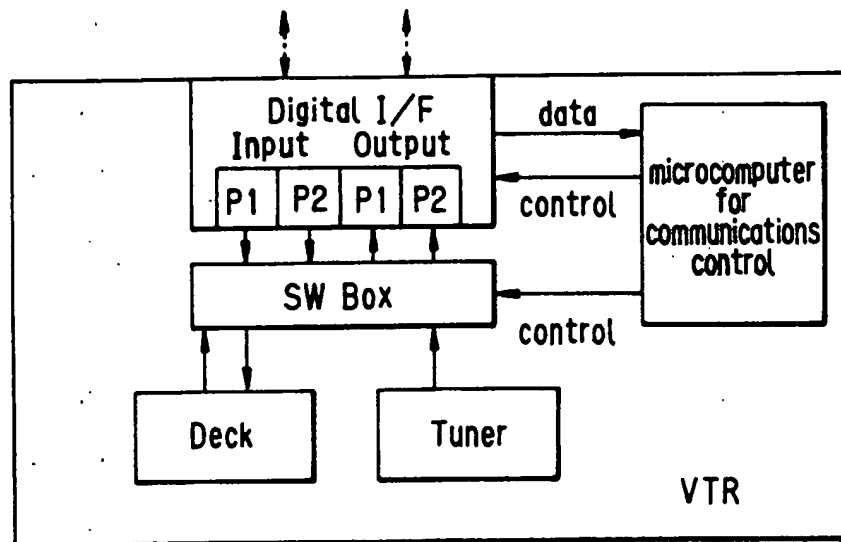 Digital I/F
Input Output
P1 P2 P1 P2
data
control
microcomputer
for
communications
control
SW Box
control
Deck
Tuner
VTR